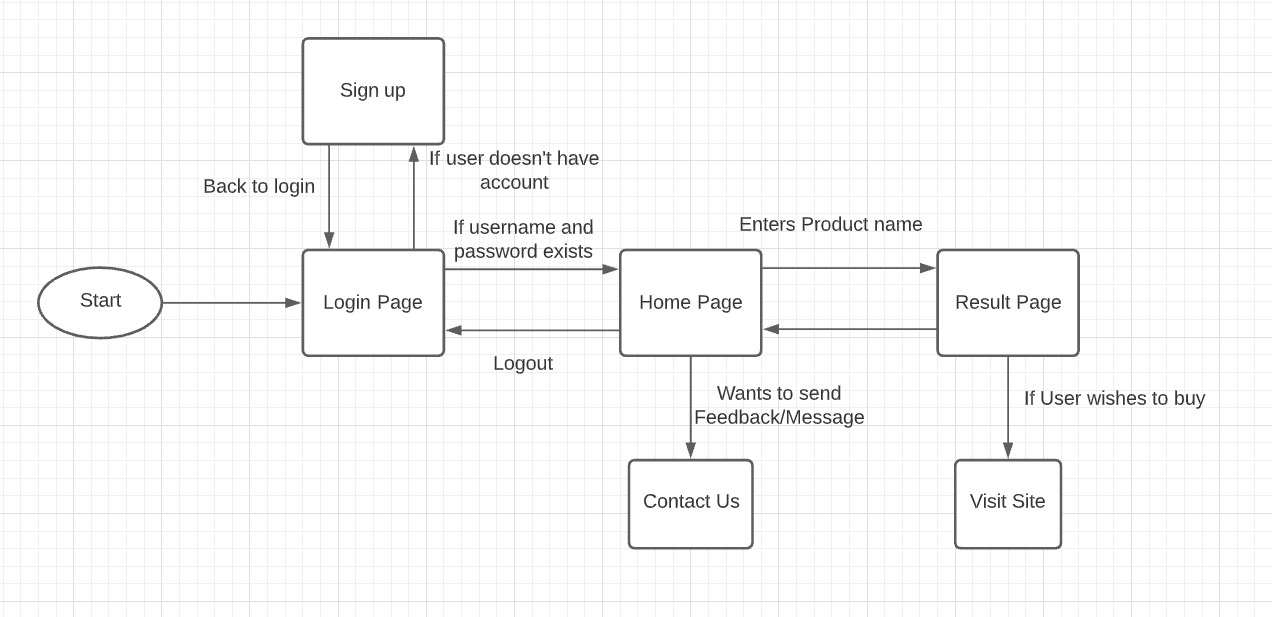 Sign up
Back to login
If user doesn't have
account
If username and
password exists
Enters Product name
Start
Login Page
Home Page
Result Page
Logout
Wants to send
Feedback/Message
If User wishes to buy
Contact Us
Visit Site